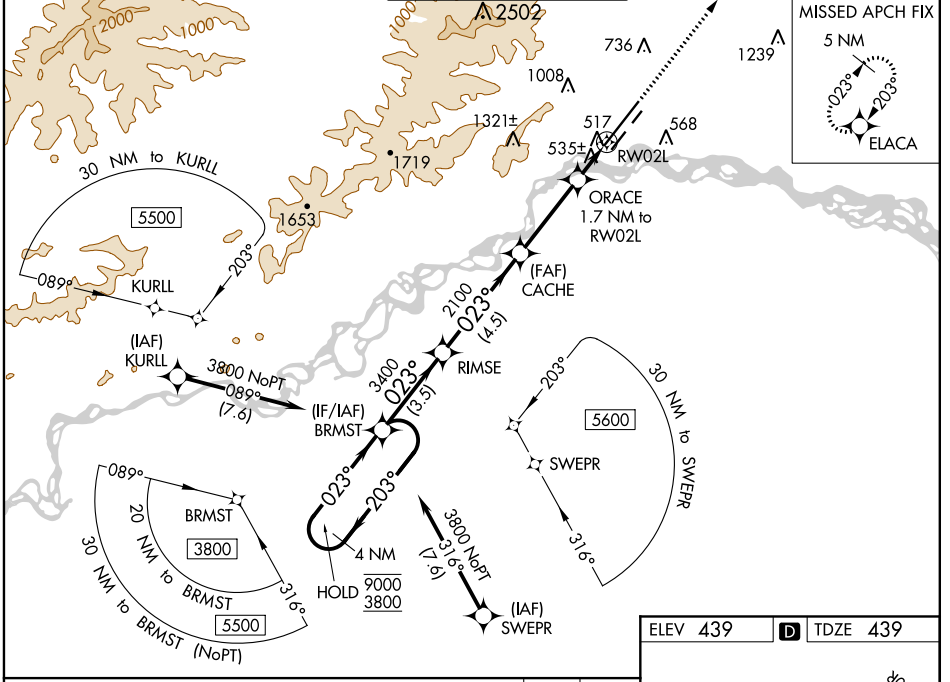 2000
1000
1000
2502
736
1239
1008
1321±
517
535±
568
RW02L
1719
1653
MISSED APCH FIX
5 NM
023°
203°
ELACA
30 NM to KURLL
5500
089°
203°
KURLL
ORACE
1.7 NM to
RW02L
(FAF)
CACHE
2100
023°
(4.5)
RIMSE
3400
023°
(3.5)
(IAF)
KURLL
3800 NoPT
089°
(7.6)
(IF/IAF)
BRMST
023°
203°
4 NM
HOLD
9000
3800
203°
5600
30 NM to SWEPR
SWEPR
316°
3800 NoPT
316°
(7.6)
(IAF)
SWEPR
089°
BRMST
3800
20 NM to BRMST
316°
5500
30 NM to BRMST (NoPT)
ELEV 439
D
TDZE 439